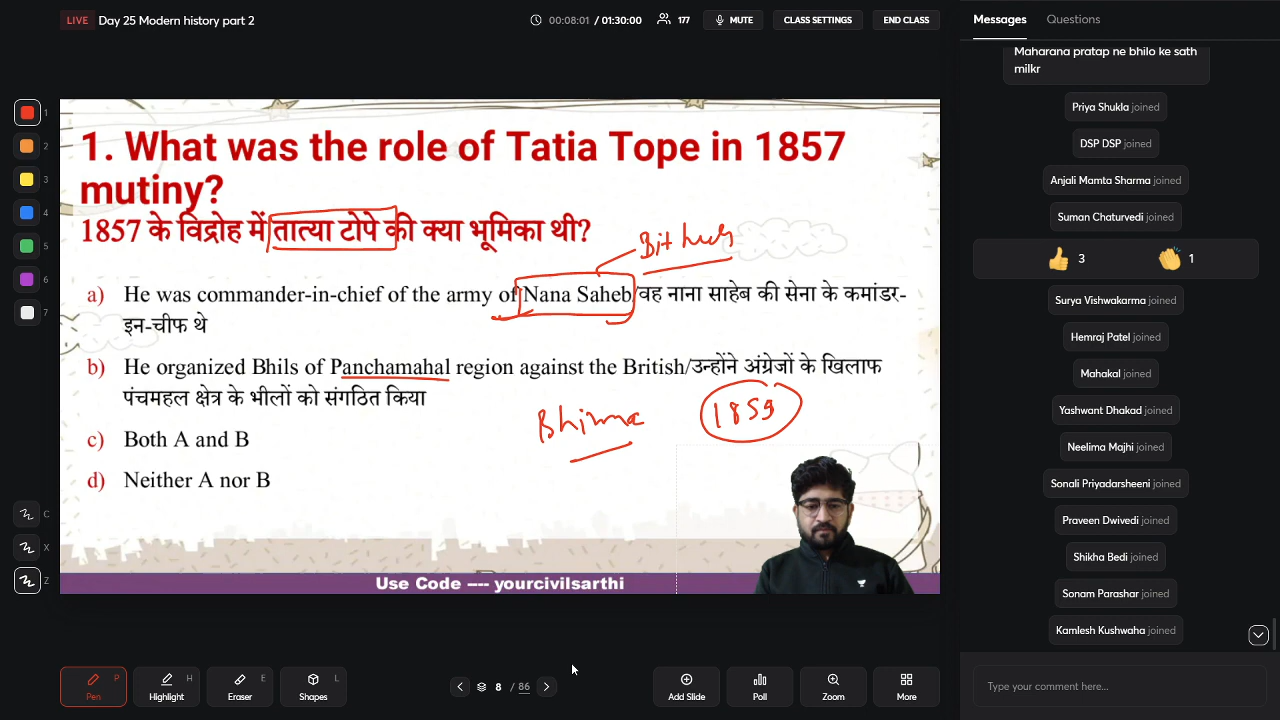 LIVE Day 25 Modern history part 2 00:08:01 / 01:30:00 177 MUTE CLASS SETTINGS END CLASS
Messages Questions
Maharana pratap ne bhilo ke sath
milkr
Priya Shukla joined
DSP DSP joined
Anjali Mamta Sharma joined
Suman Chaturvedi joined
3 1
Surya Vishwakarma joined
Hemraj Patel joined
Mahakal joined
Yashwant Dhakad joined
Neelima Majhi joined
Sonali Priyadarsheeni joined
Praveen Dwivedi joined
Shikha Bedi joined
Sonam Parashar joined
Kamlesh Kushwaha joined
Type your comment here...
1
2
3
4
5
6
7
C
X
Z
1. What was the role of Tatia Tope in 1857
mutiny?
1857 के विद्रोह में तात्या टोपे की क्या भूमिका थी?
a) He was commander-in-chief of the army of Nana Saheb/वह नाना साहेब की सेना के कमांडर-
इन-चीफ थे
b) He organized Bhils of Panchamahal region against the British/उन्होंने अंग्रेजों के खिलाफ
पंचमहल क्षेत्र के भीलों को संगठित किया
Bhima 1859
c) Both A and B
d) Neither A nor B
Use Code ---- yourcivilsarthi
Pen P
Highlight H
Eraser E
Shapes L
8 / 86
Add Slide
Poll
Zoom
More